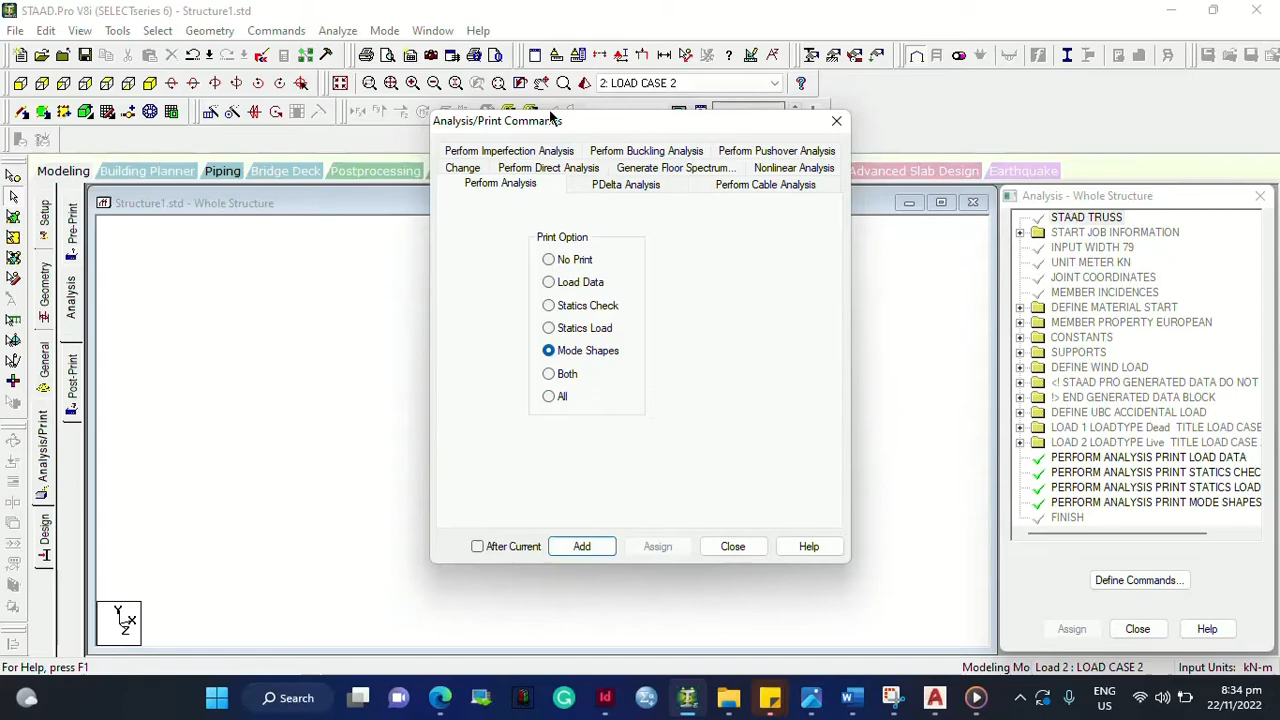 STAAD.Pro V8i (SELECTseries 6) - Structure1.std
File Edit View Tools Select Geometry Commands Analyze Mode Window Help
2: LOAD CASE 2
Modeling Building Planner Piping Bridge Deck Postprocessing
Advanced Slab Design Earthquake
Setup
Geometry
General
Analysis/Print
Design
Pre-Print
Analysis
Post-Print
Structure1.std - Whole Structure
Analysis/Print Commands
Perform Imperfection Analysis Perform Buckling Analysis Perform Pushover Analysis
Change Perform Direct Analysis Generate Floor Spectrum... Nonlinear Analysis
Perform Analysis PDelta Analysis Perform Cable Analysis
Print Option
No Print
Load Data
Statics Check
Statics Load
Mode Shapes
Both
All
After Current Add Assign Close Help
Analysis - Whole Structure
STAAD TRUSS
START JOB INFORMATION
INPUT WIDTH 79
UNIT METER KN
JOINT COORDINATES
MEMBER INCIDENCES
DEFINE MATERIAL START
MEMBER PROPERTY EUROPEAN
CONSTANTS
SUPPORTS
DEFINE WIND LOAD
<! STAAD PRO GENERATED DATA DO NOT
!> END GENERATED DATA BLOCK
DEFINE UBC ACCIDENTAL LOAD
LOAD 1 LOADTYPE Dead TITLE LOAD CASE
LOAD 2 LOADTYPE Live TITLE LOAD CASE
PERFORM ANALYSIS PRINT LOAD DATA
PERFORM ANALYSIS PRINT STATICS CHEC
PERFORM ANALYSIS PRINT STATICS LOAD
PERFORM ANALYSIS PRINT MODE SHAPES
FINISH
Define Commands...
Assign Close Help
Y
X
Z
For Help, press F1
Modeling Mo Load 2 : LOAD CASE 2 Input Units: kN-m
Search
ENG
US
8:34 pm
22/11/2022